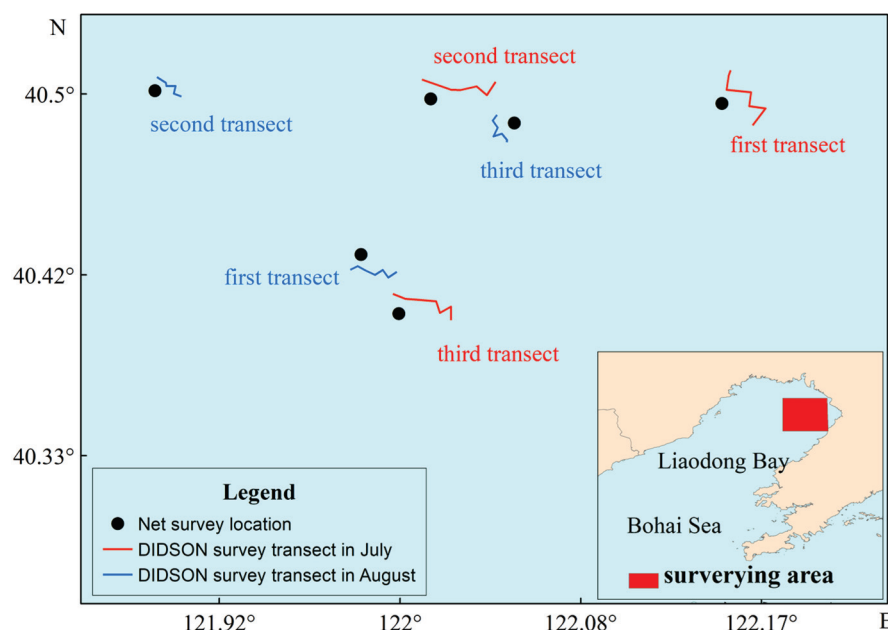 N
second transect
40.5°
second transect
third transect
first transect
40.42°
first transect
third transect
40.33°
Legend
Net survey location
DIDSON survey transect in July
DIDSON survey transect in August
Liaodong Bay
Bohai Sea
surverying area
121.92°
122°
122.08°
122.17°
E